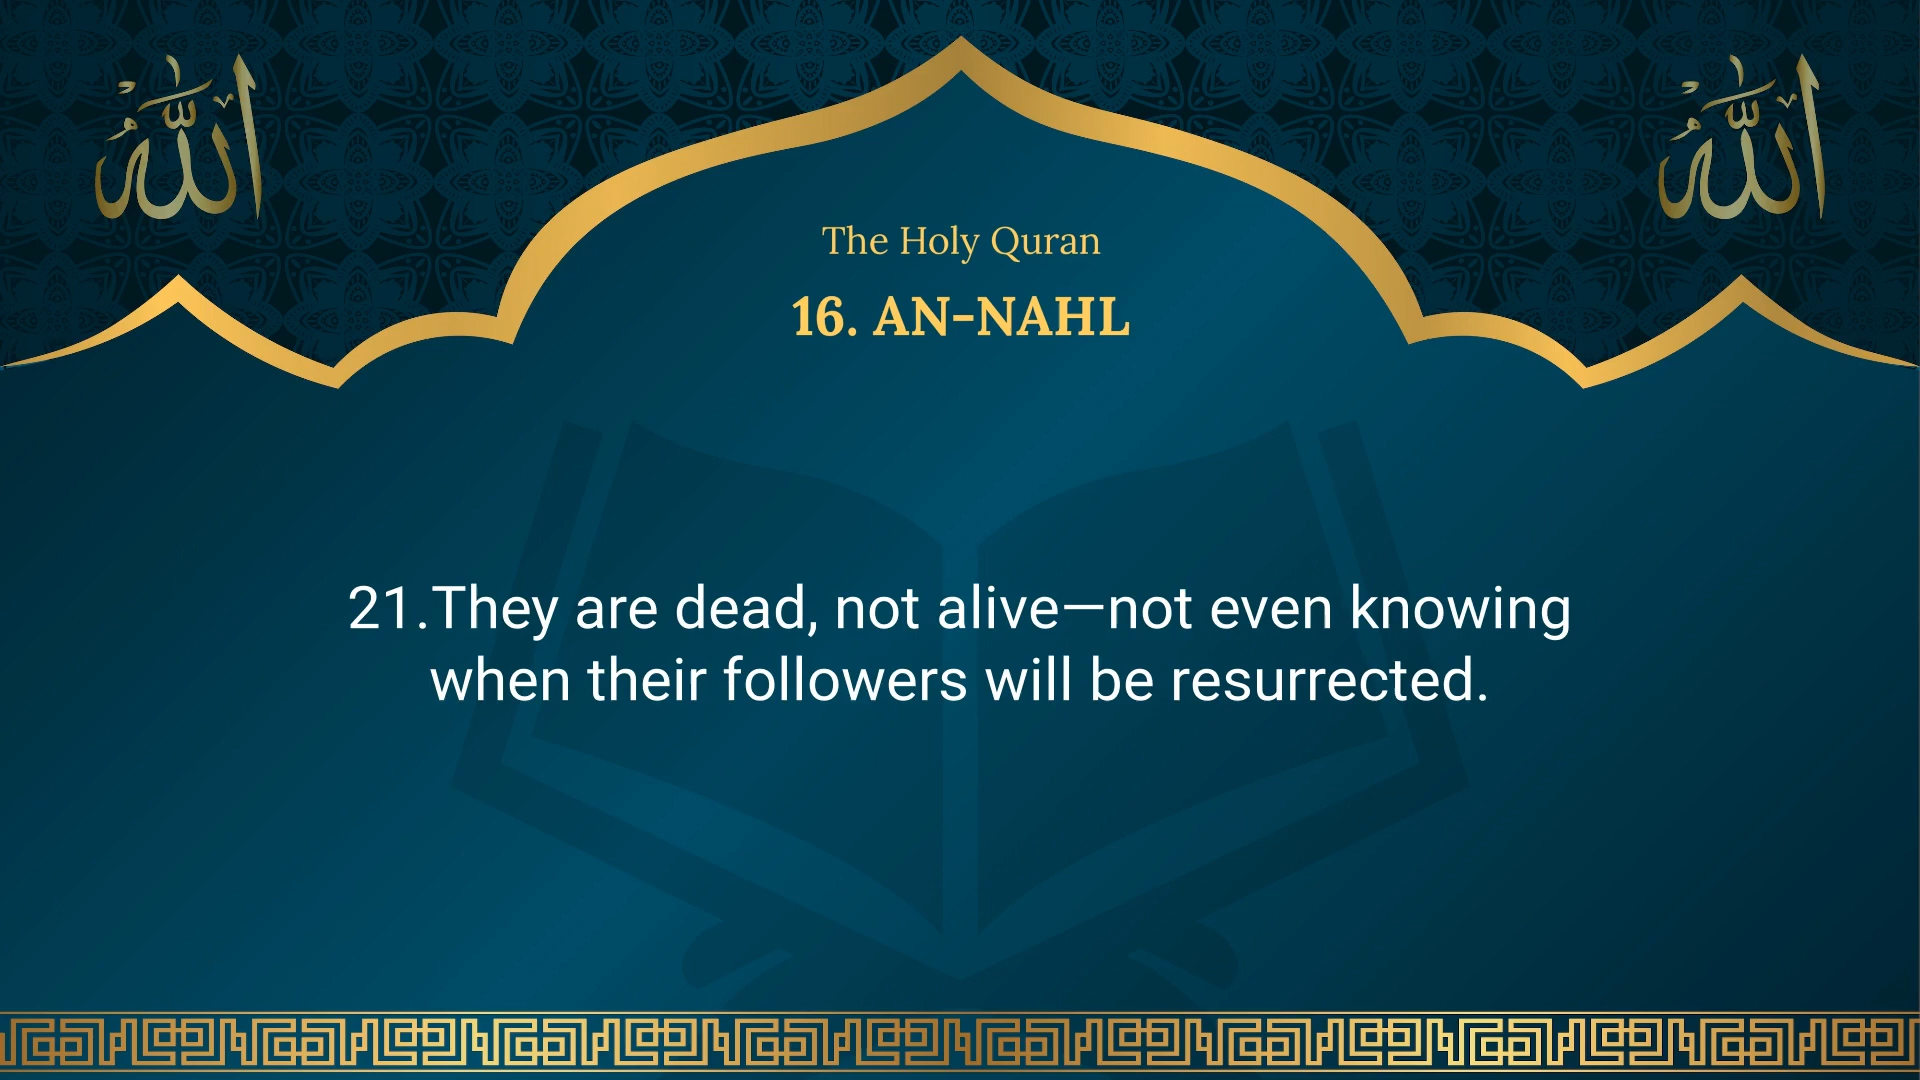 الله
الله
The Holy Quran
16. AN-NAHL
21.They are dead, not alive—not even knowing
when their followers will be resurrected.